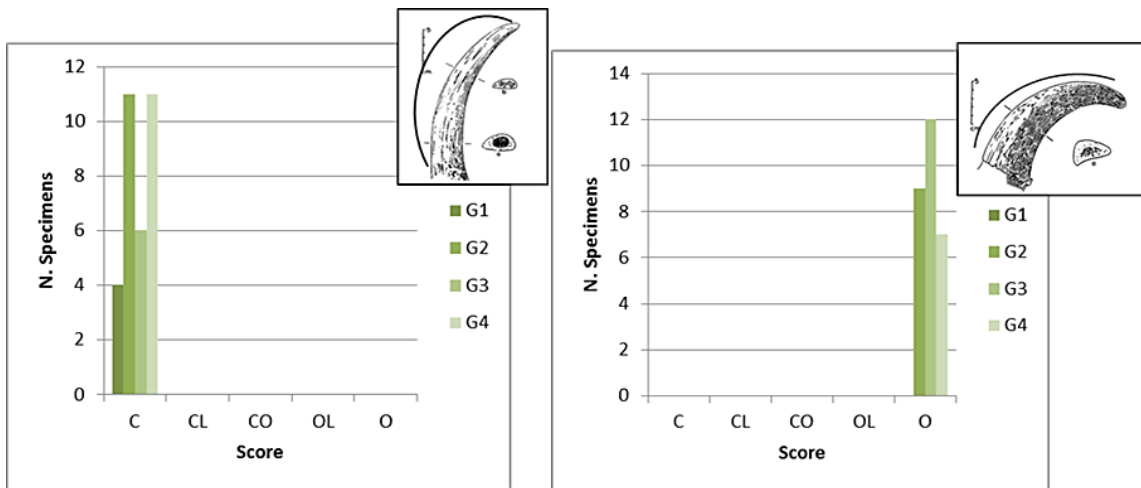 12
10
8
6
4
2
0
N. Specimens
C CL CO OL O
Score
G1
G2
G3
G4
14
12
10
8
6
4
2
0
N. Specimens
C CL CO OL O
Score
G1
G2
G3
G4